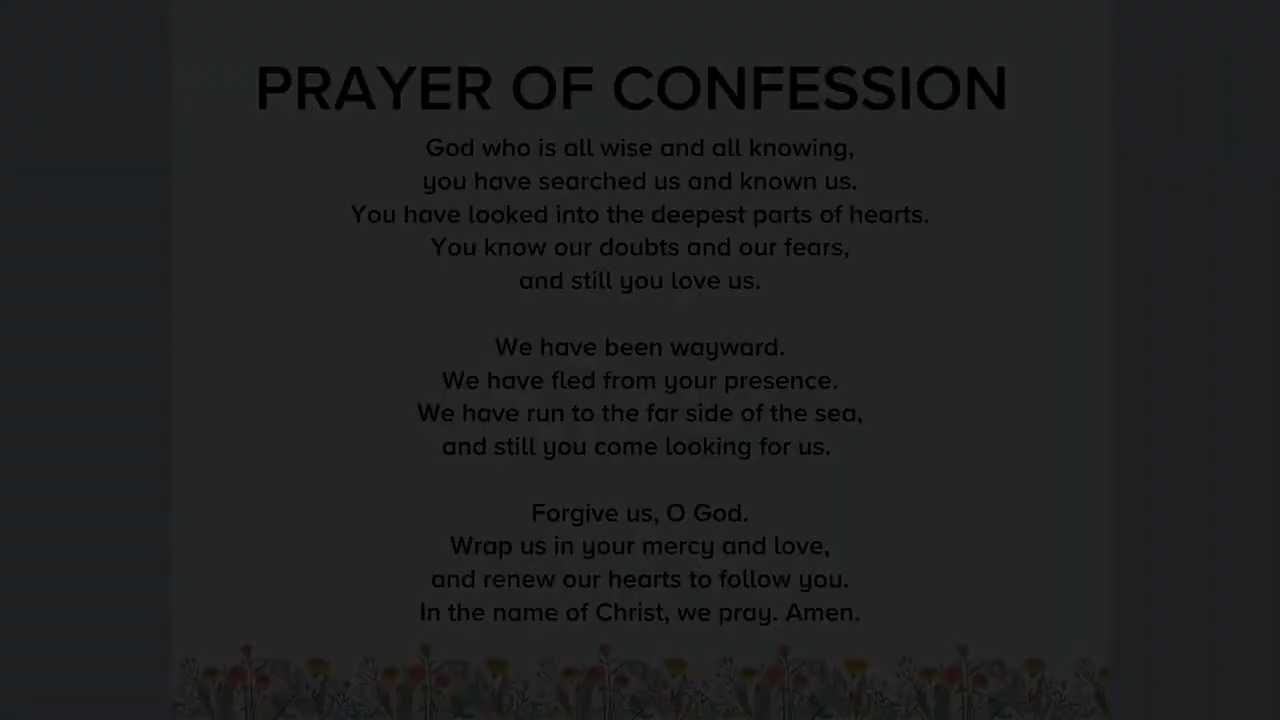 PRAYER OF CONFESSION
God who is all wise and all knowing,
you have searched us and known us.
You have looked into the deepest parts of hearts.
You know our doubts and our fears,
and still you love us.
We have been wayward.
We have fled from your presence.
We have run to the far side of the sea,
and still you come looking for us.
Forgive us, O God.
Wrap us in your mercy and love,
and renew our hearts to follow you.
In the name of Christ, we pray. Amen.